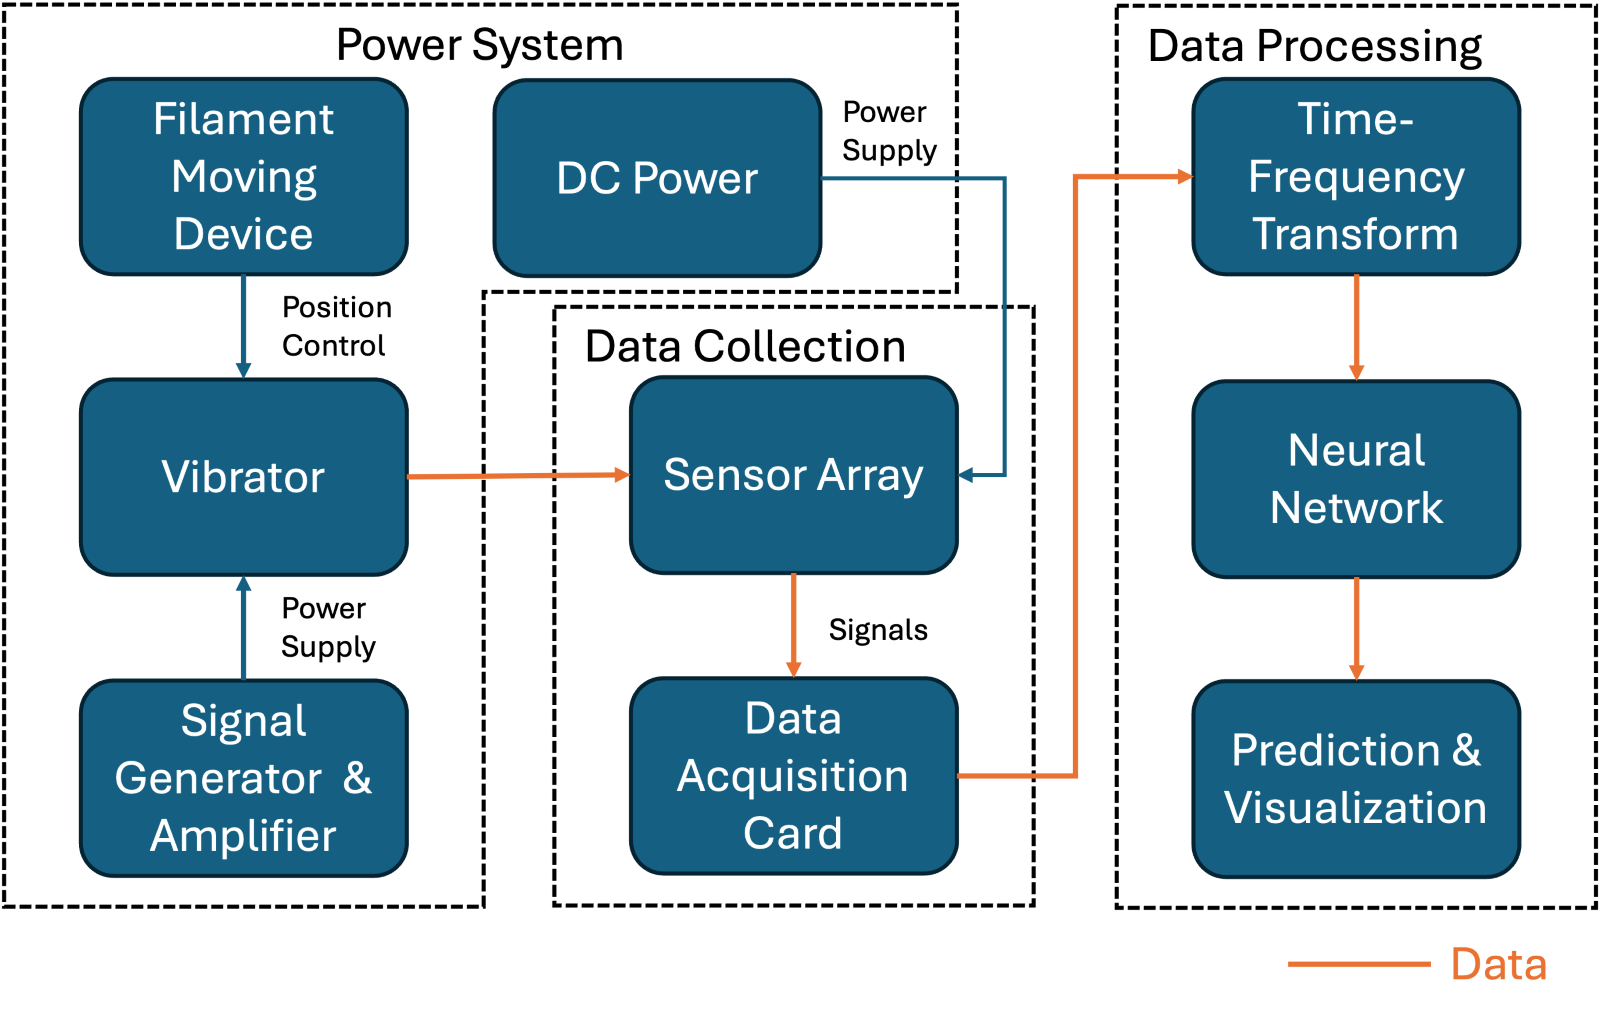 Power System
Filament
Moving
Device
DC Power
Power
Supply
Position
Control
Vibrator
Power
Supply
Signal
Generator &
Amplifier
Data Collection
Sensor Array
Signals
Data
Acquisition
Card
Data Processing
Time-
Frequency
Transform
Neural
Network
Prediction &
Visualization
Data